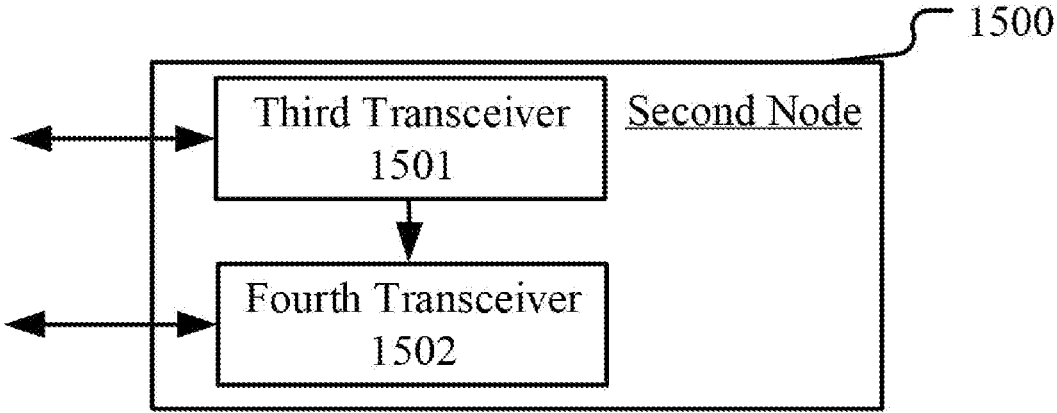 1500
Third Transceiver
1501
Second Node
Fourth Transceiver
1502